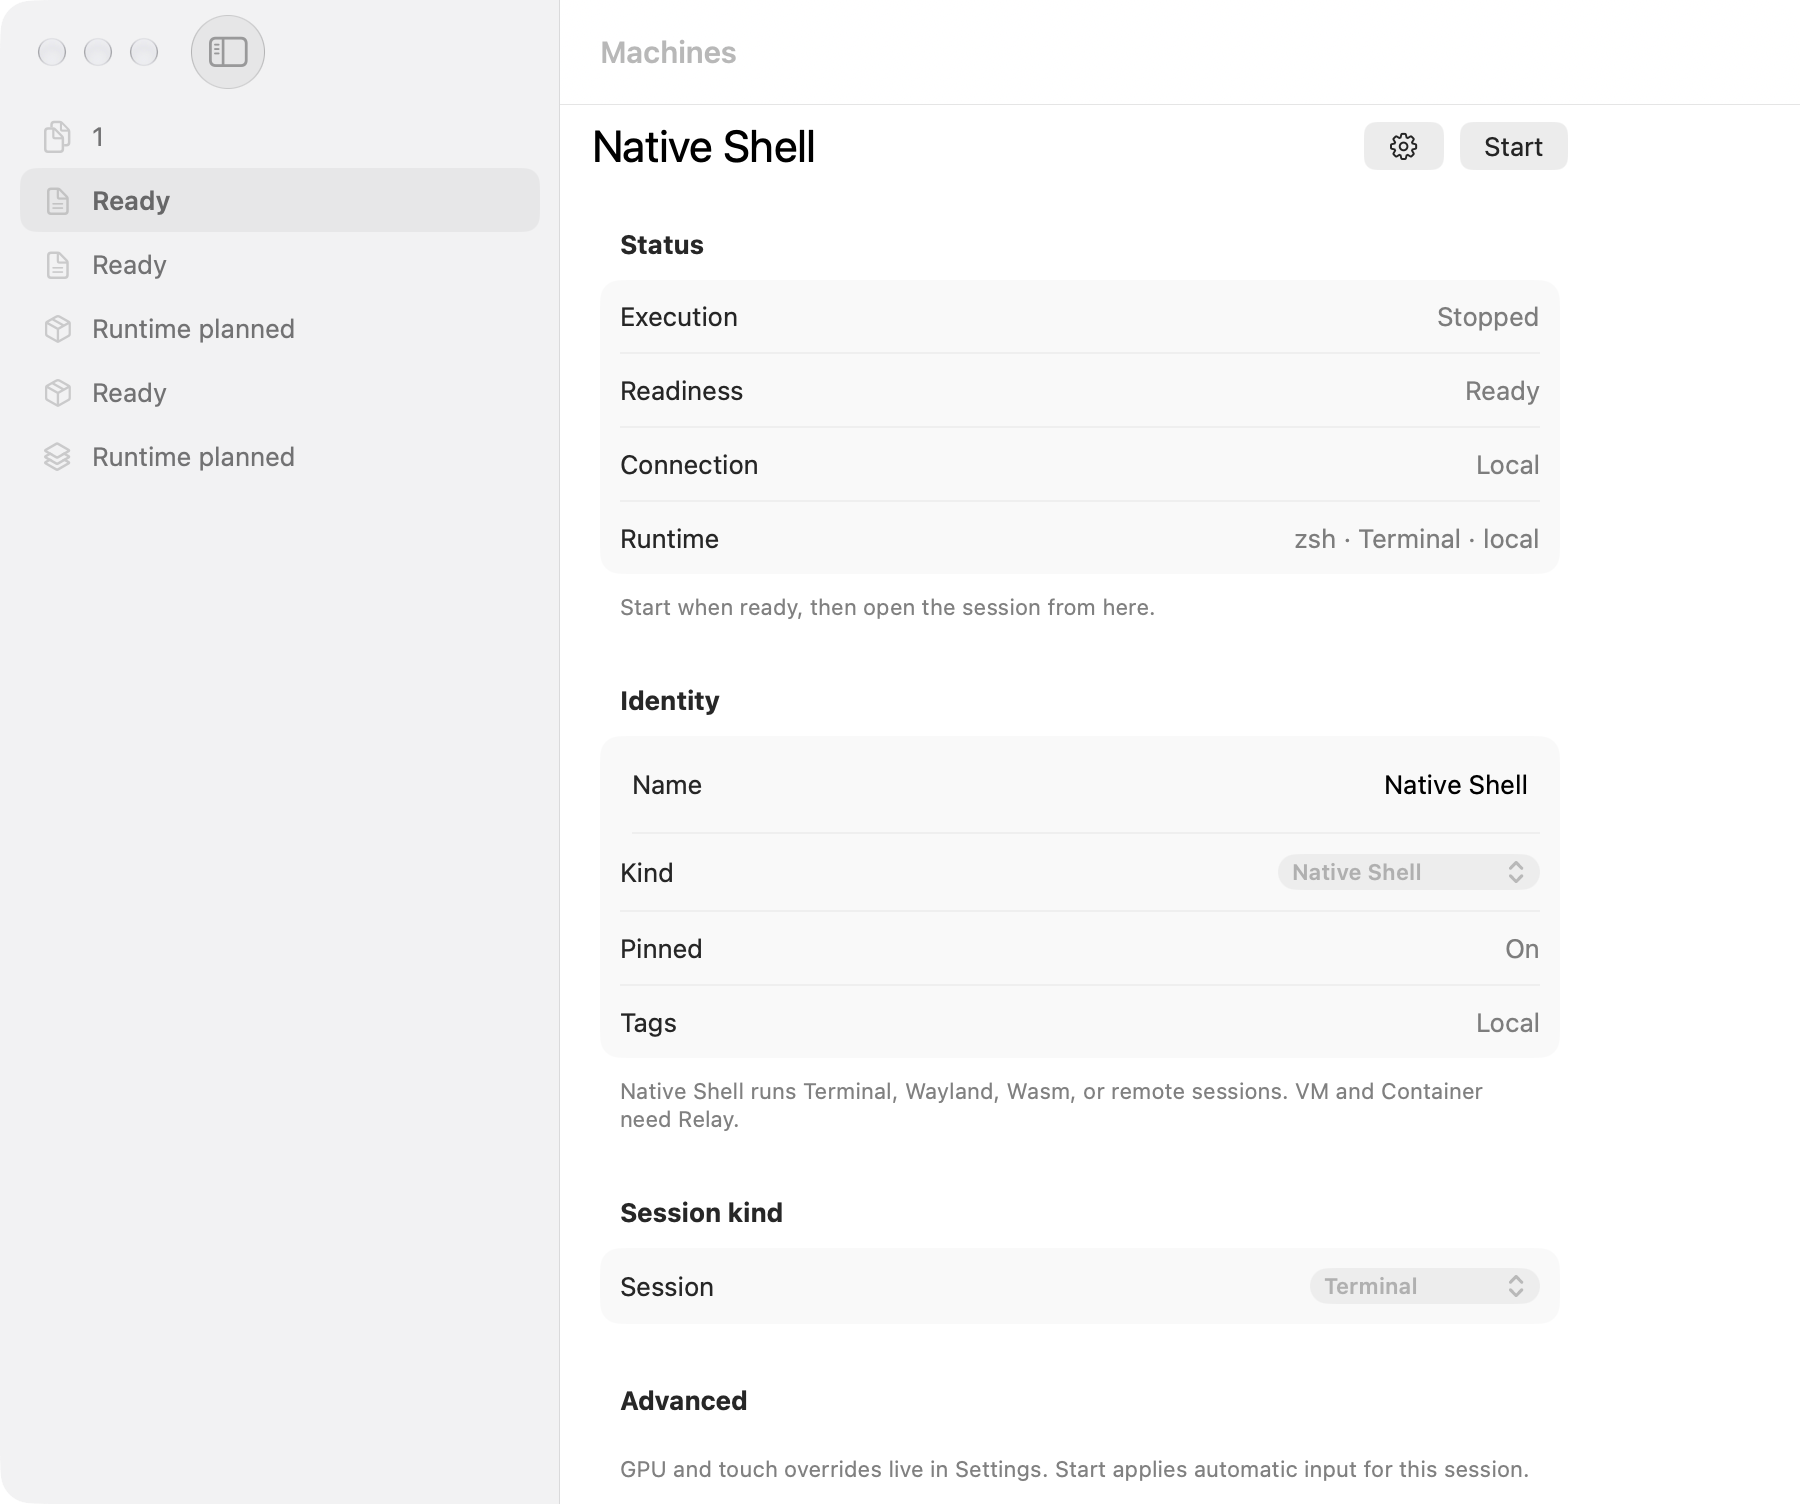 Machines
1
Ready
Ready
Runtime planned
Ready
Runtime planned
Native Shell
Start
Status
Execution Stopped
Readiness Ready
Connection Local
Runtime zsh · Terminal · local
Start when ready, then open the session from here.
Identity
Name Native Shell
Kind Native Shell
Pinned On
Tags Local
Native Shell runs Terminal, Wayland, Wasm, or remote sessions. VM and Container
need Relay.
Session kind
Session Terminal
Advanced
GPU and touch overrides live in Settings. Start applies automatic input for this session.